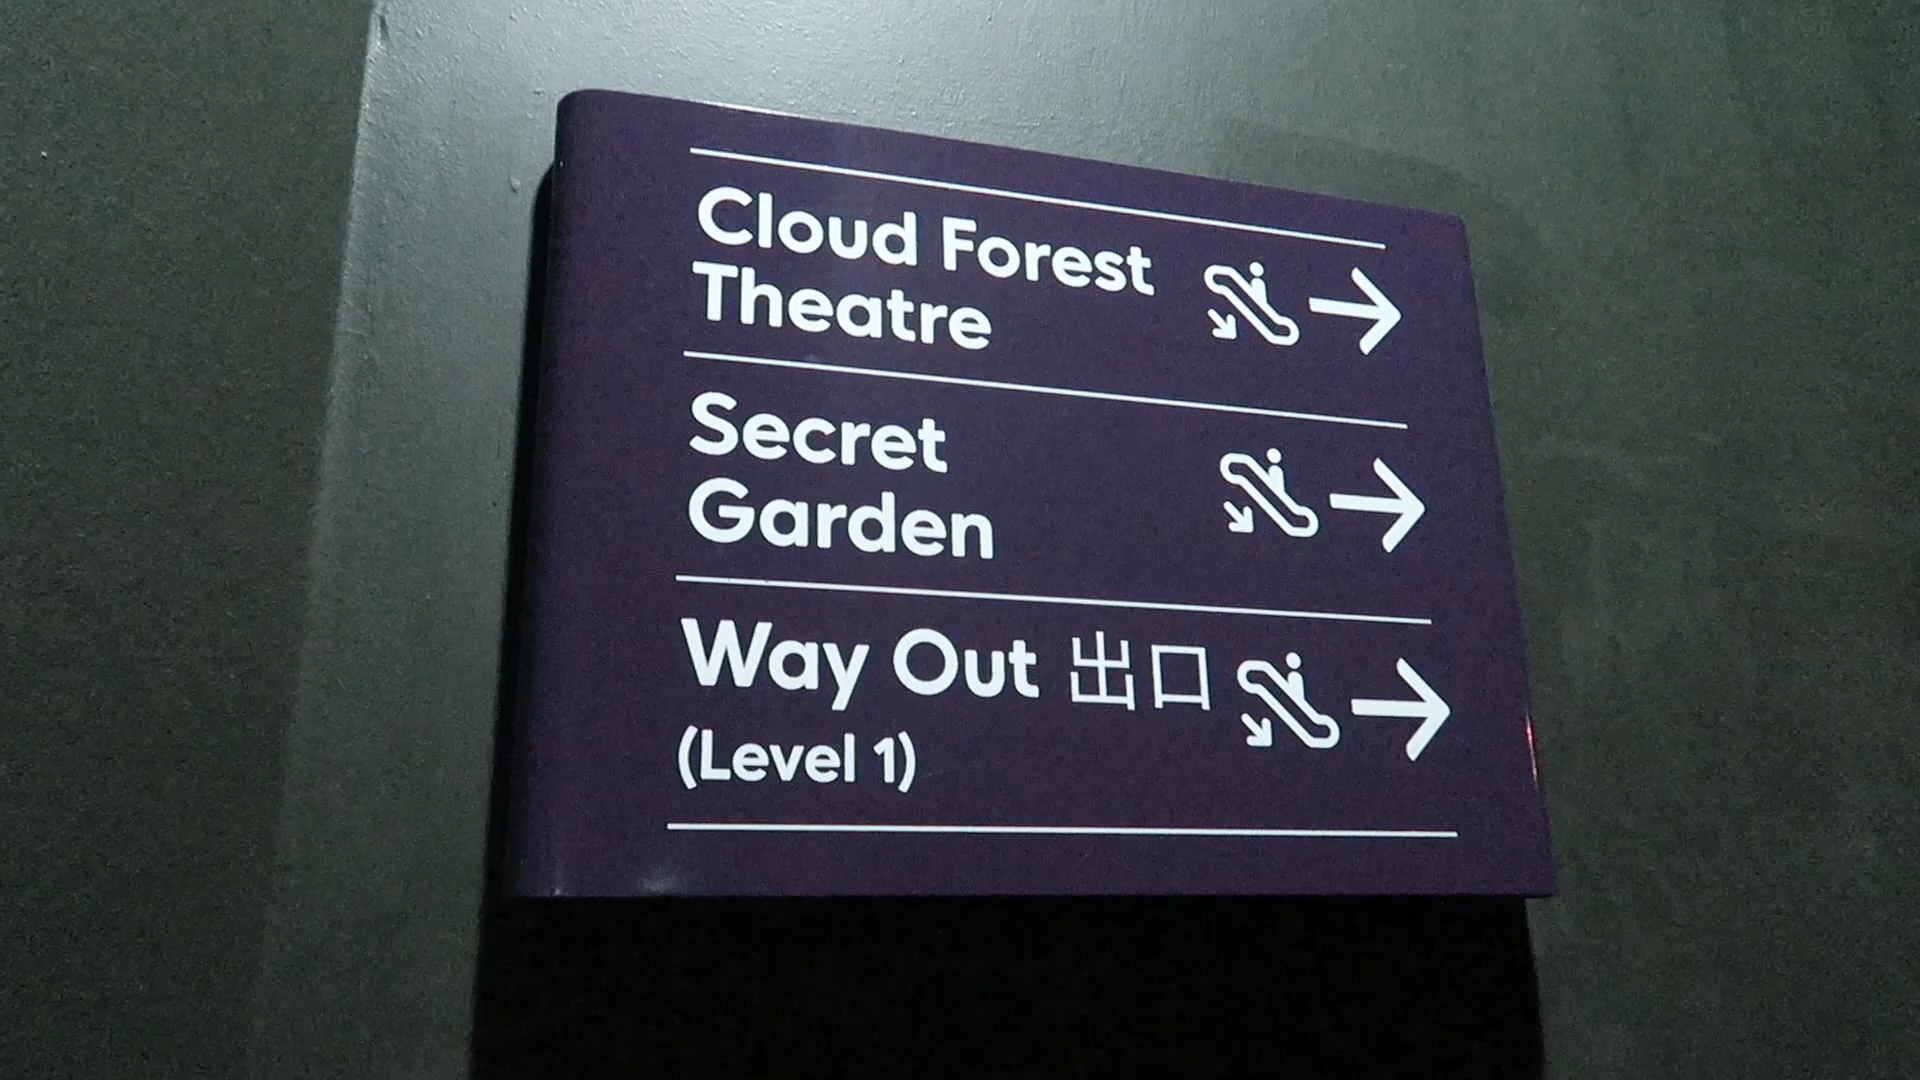 Cloud Forest
Theatre
Secret
Garden
Way Out 出口
(Level 1)